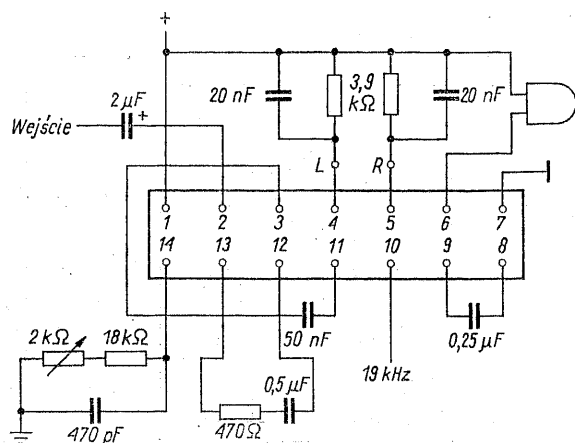 +
2 µF
+
Wejście
20 nF
3,9
kΩ
20 nF
L
R
1 2 3 4 5 6 7
14 13 12 11 10 9 8
2 kΩ
18 kΩ
470 pF
470 Ω
0,5 µF
50 nF
19 kHz
0,25 µF